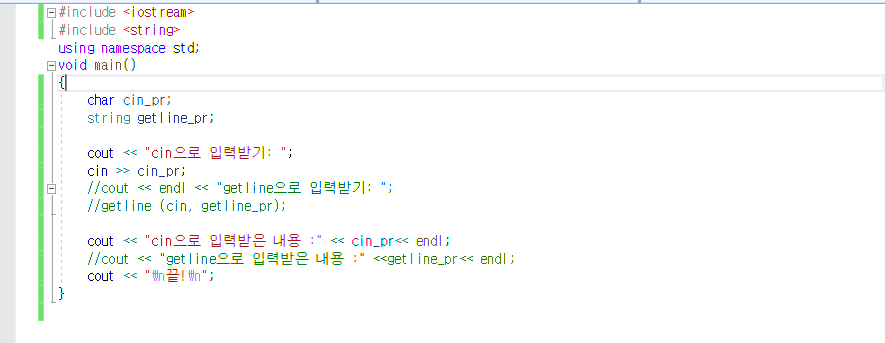 #include <iostream>
#include <string>
using namespace std;
void main()
{
char cin_pr;
string getline_pr;
cout << "cin으로 입력받기: ";
cin >> cin_pr;
//cout << endl << "getline으로 입력받기: ";
//getline (cin, getline_pr);
cout << "cin으로 입력받은 내용 :" << cin_pr<< endl;
//cout << "getline으로 입력받은 내용 :" <<getline_pr<< endl;
cout << "₩n끝!₩n";
}